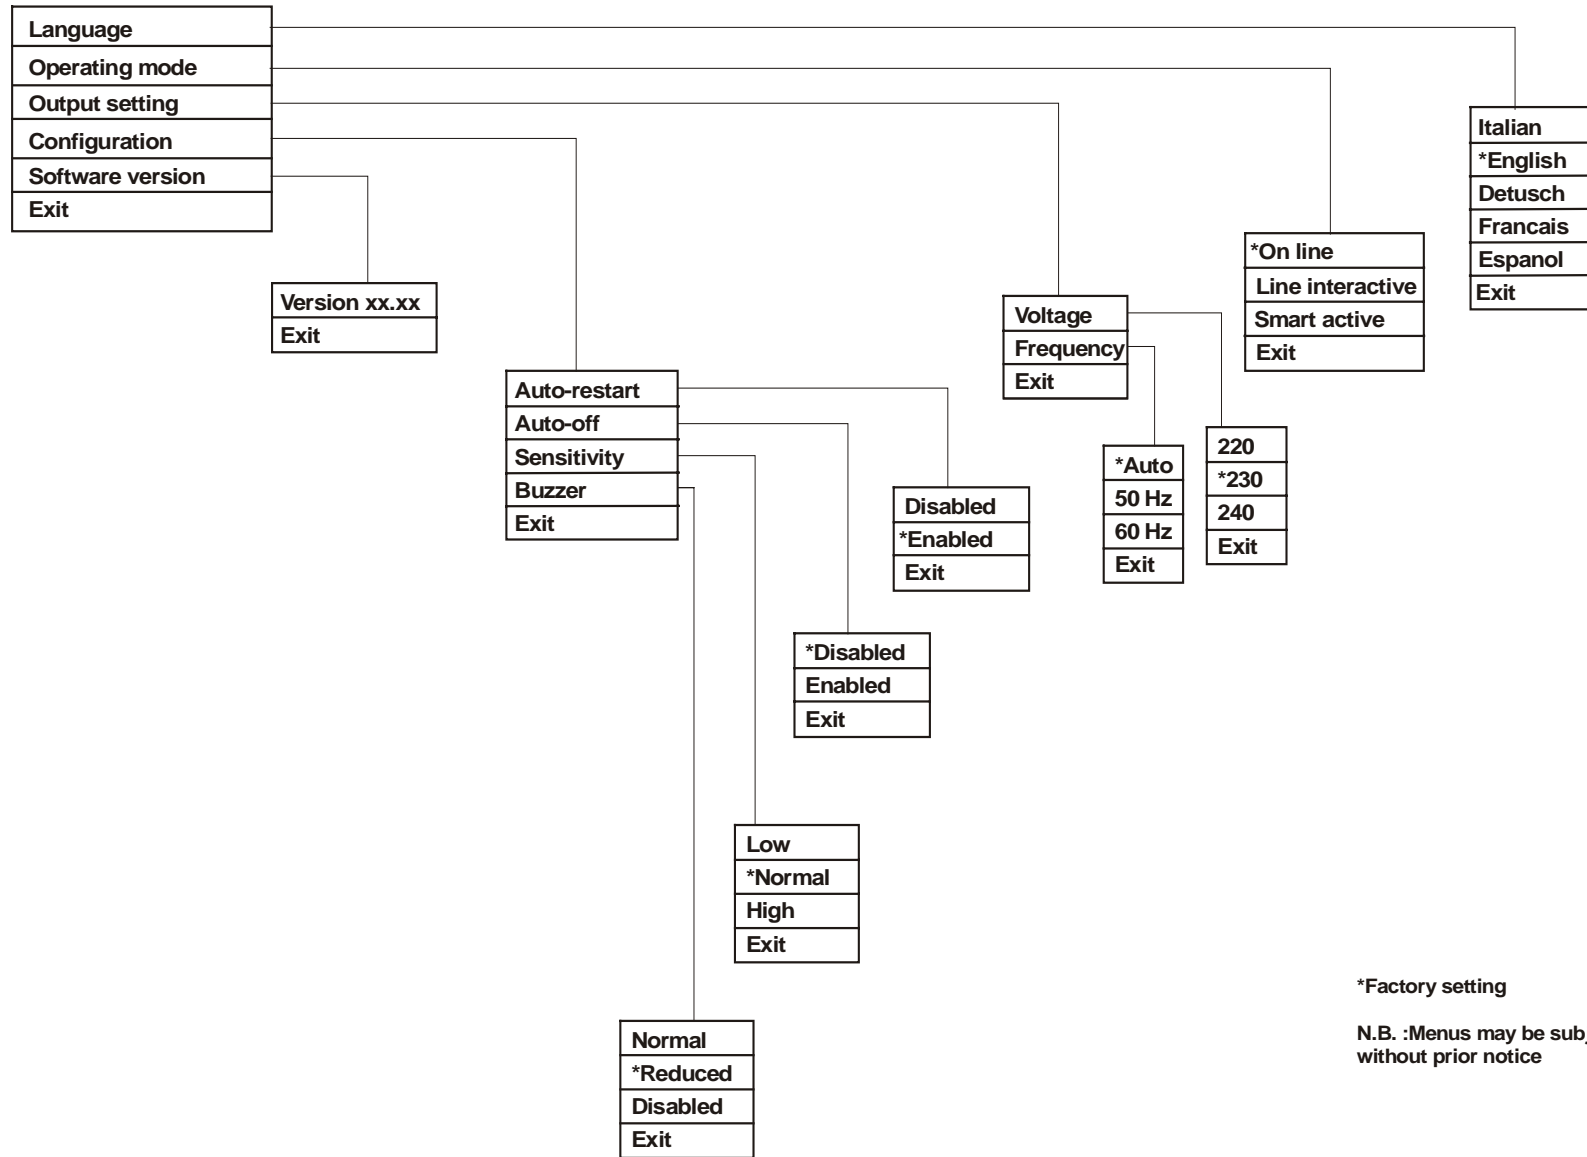 Language
Operating mode
Output setting
Configuration
Software version
Exit
Version xx.xx
Exit
Auto-restart
Auto-off
Sensitivity
Buzzer
Exit
Disabled
*Enabled
Exit
*Disabled
Enabled
Exit
Low
*Normal
High
Exit
Normal
*Reduced
Disabled
Exit
Voltage
Frequency
Exit
*Auto
50 Hz
60 Hz
Exit
220
*230
240
Exit
*On line
Line interactive
Smart active
Exit
Italian
*English
Detusch
Francais
Espanol
Exit
*Factory setting
N.B. :Menus may be
without prior notice